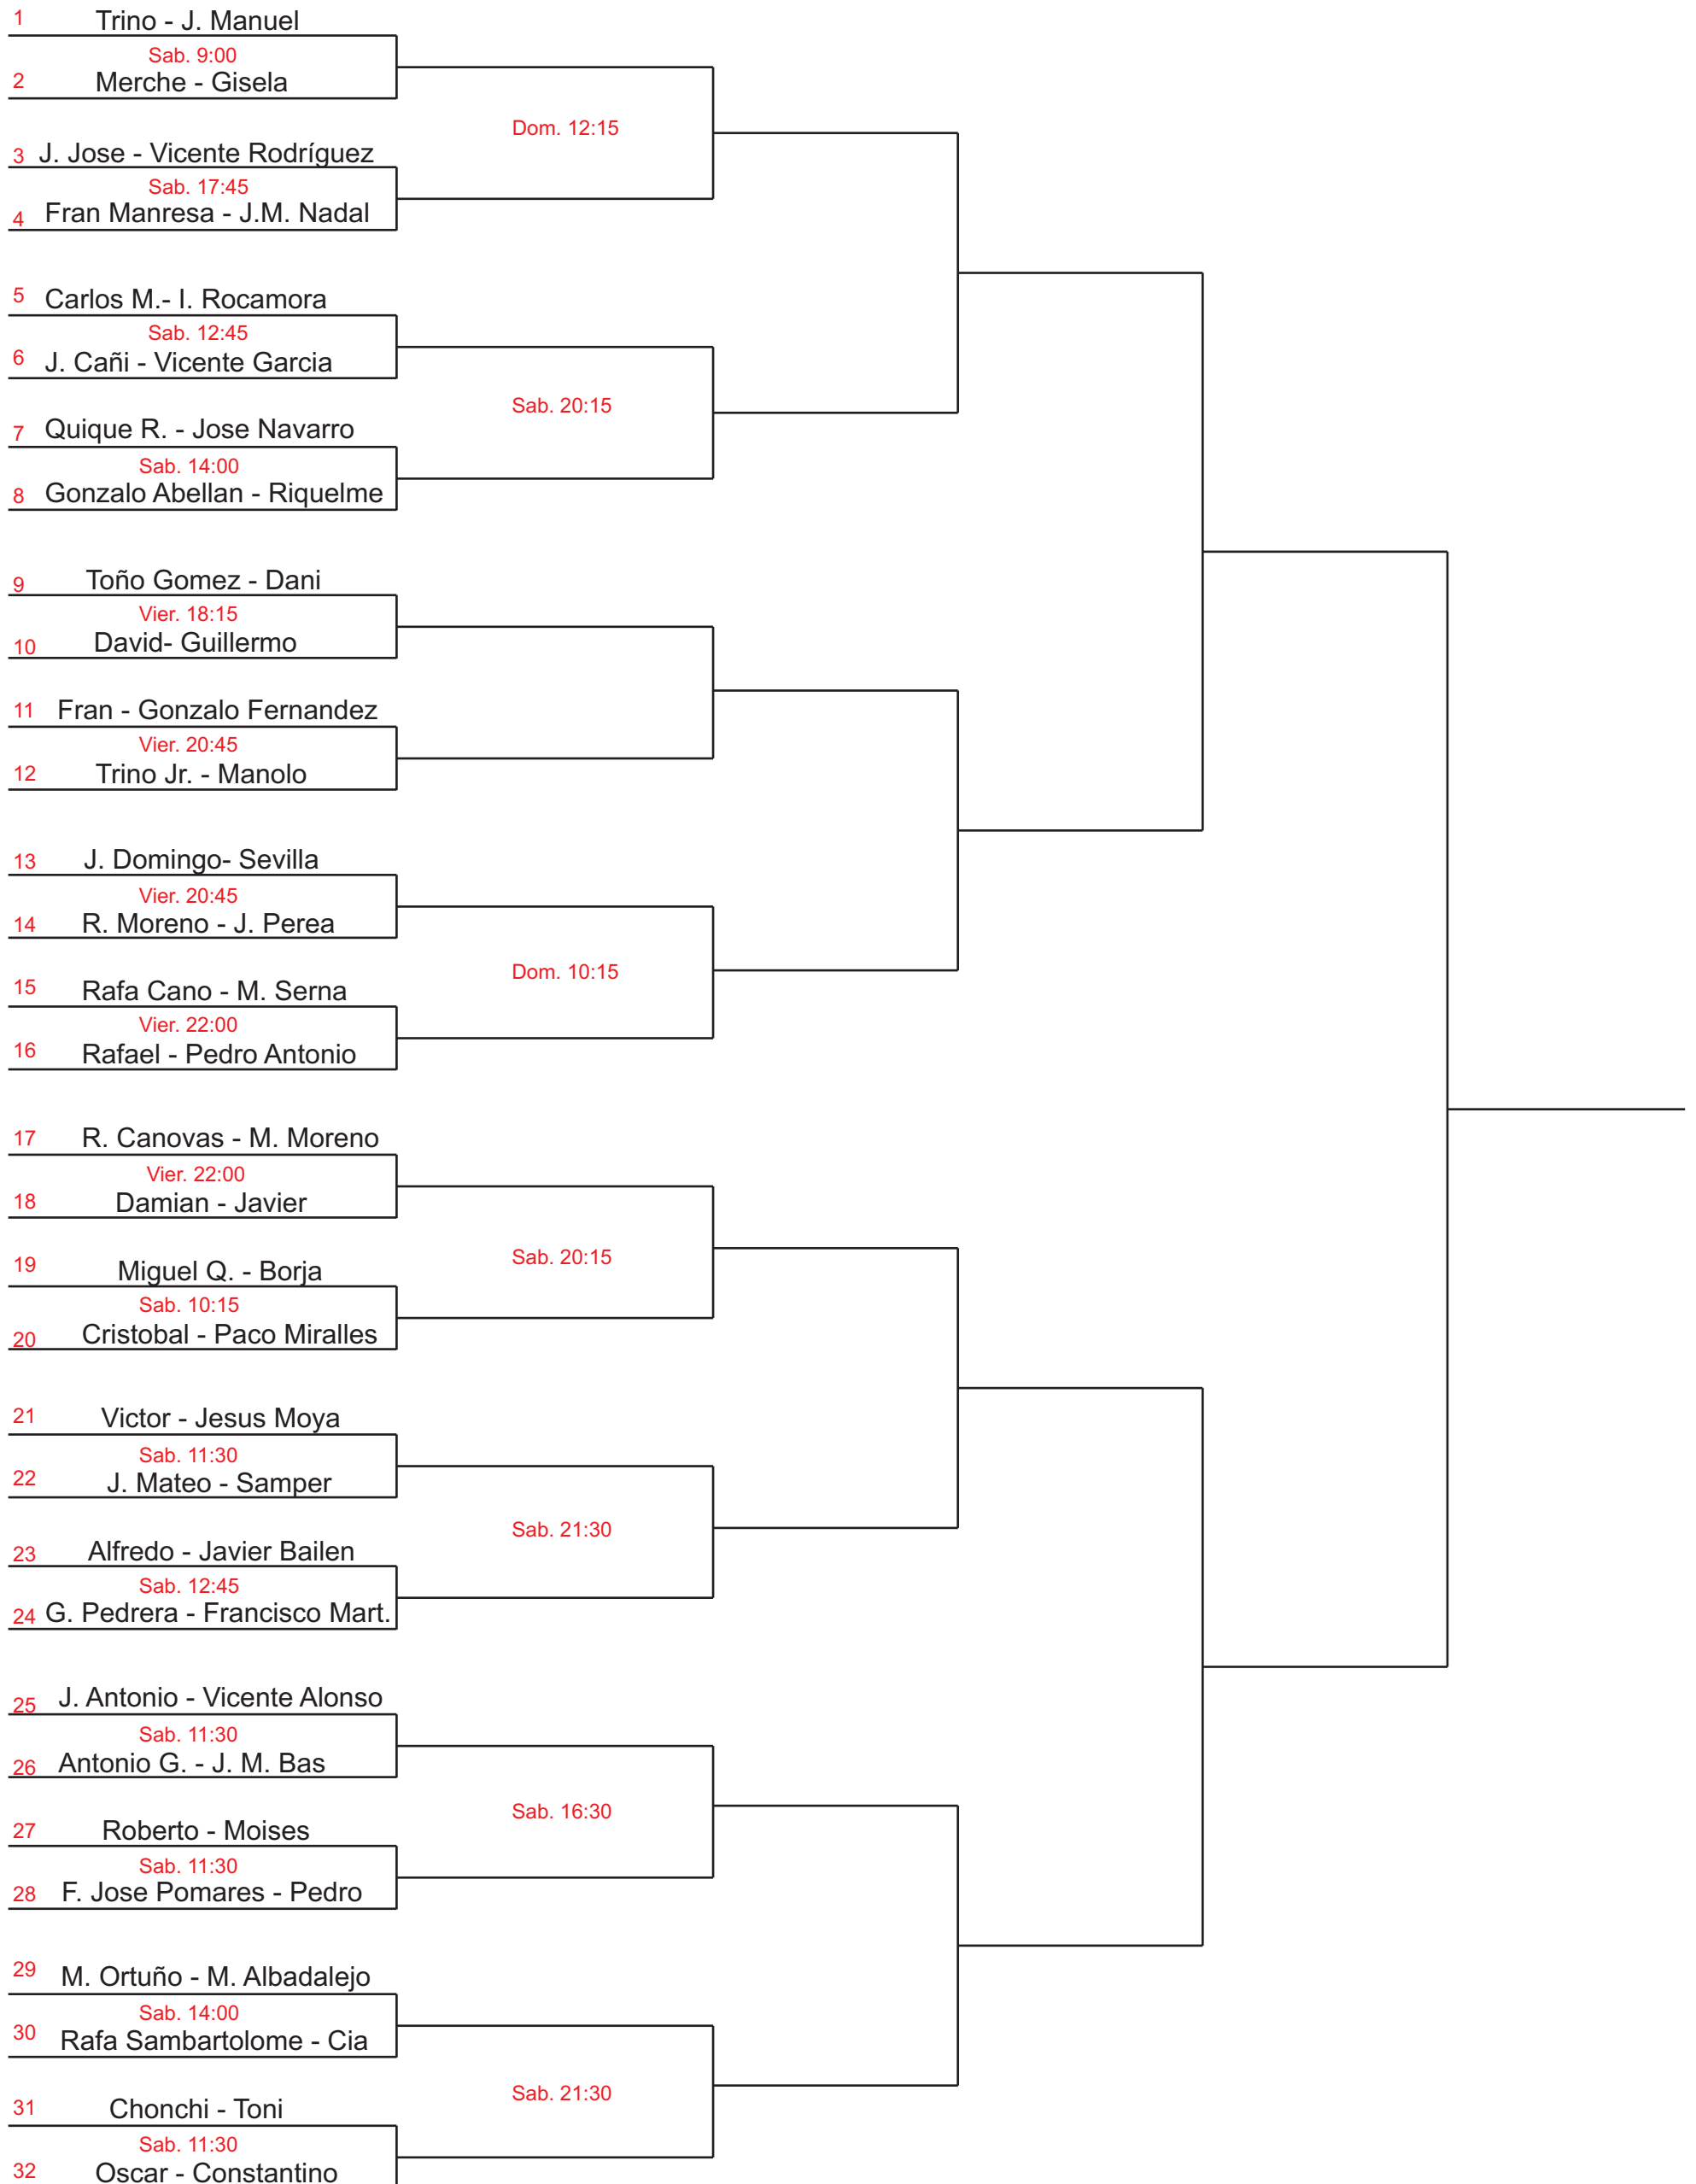 1 Trino - J. Manuel
Sab. 9:00
2 Merche - Gisela
Dom. 12:15
3 J. Jose - Vicente Rodríguez
Sab. 17:45
4 Fran Manresa - J.M. Nadal
5 Carlos M.- I. Rocamora
Sab. 12:45
6 J. Cañi - Vicente Garcia
Sab. 20:15
7 Quique R. - Jose Navarro
Sab. 14:00
8 Gonzalo Abellan - Riquelme
9 Toño Gomez - Dani
Vier. 18:15
10 David- Guillermo
11 Fran - Gonzalo Fernandez
Vier. 20:45
12 Trino Jr. - Manolo
13 J. Domingo- Sevilla
Vier. 20:45
14 R. Moreno - J. Perea
Dom. 10:15
15 Rafa Cano - M. Serna
Vier. 22:00
16 Rafael - Pedro Antonio
17 R. Canovas - M. Moreno
Vier. 22:00
18 Damian - Javier
Sab. 20:15
19 Miguel Q. - Borja
Sab. 10:15
20 Cristobal - Paco Miralles
21 Victor - Jesus Moya
Sab. 11:30
22 J. Mateo - Samper
Sab. 21:30
23 Alfredo - Javier Bailen
Sab. 12:45
24 G. Pedrera - Francisco Mart.
25 J. Antonio - Vicente Alonso
Sab. 11:30
26 Antonio G. - J. M. Bas
Sab. 16:30
27 Roberto - Moises
Sab. 11:30
28 F. Jose Pomares - Pedro
29 M. Ortuño - M. Albadalejo
Sab. 14:00
30 Rafa Sambartolome - Cia
Sab. 21:30
31 Chonchi - Toni
Sab. 11:30
32 Oscar - Constantino